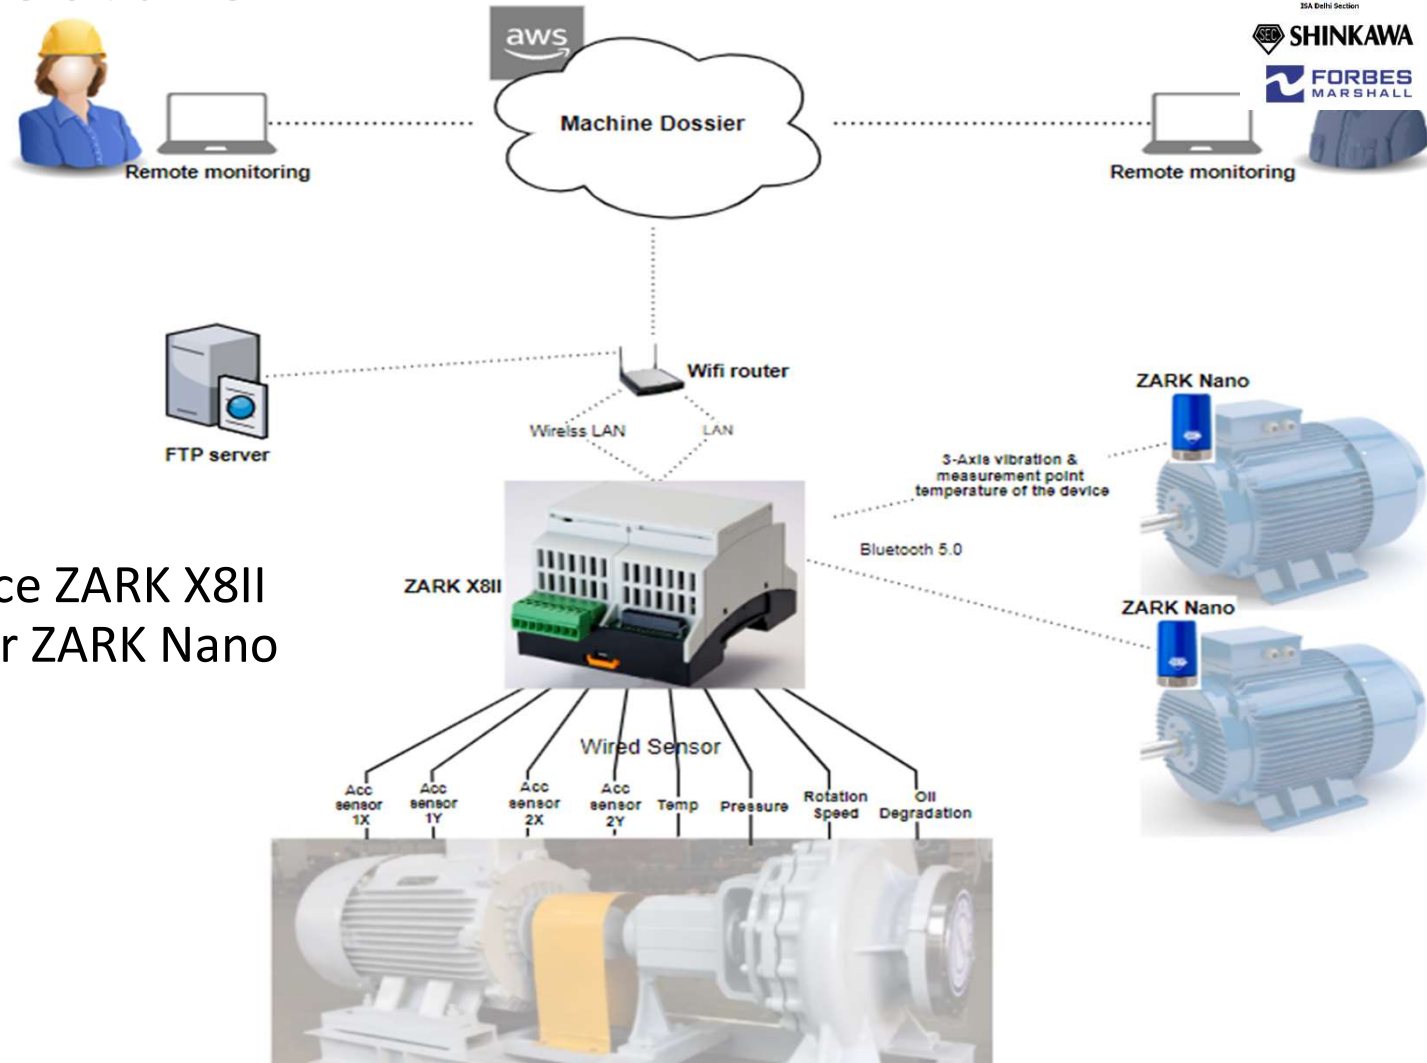 ISA Delhi Section
SEC SHINKAWA
FORBES
MARSHALL
aws
Machine Dossier
Remote monitoring
Remote monitoring
Wifi router
FTP server
Wirelss LAN
LAN
ZARK Nano
3-Axis vibration &
measurement point
temperature of the device
Bluetooth 5.0
ce ZARK X8II
r ZARK Nano
ZARK X8II
ZARK Nano
Wired Sensor
Acc
sensor
1X
Acc
sensor
1Y
Acc
sensor
2X
Acc
sensor
2Y
Temp
Pressure
Rotation
Speed
Oil
Degradation